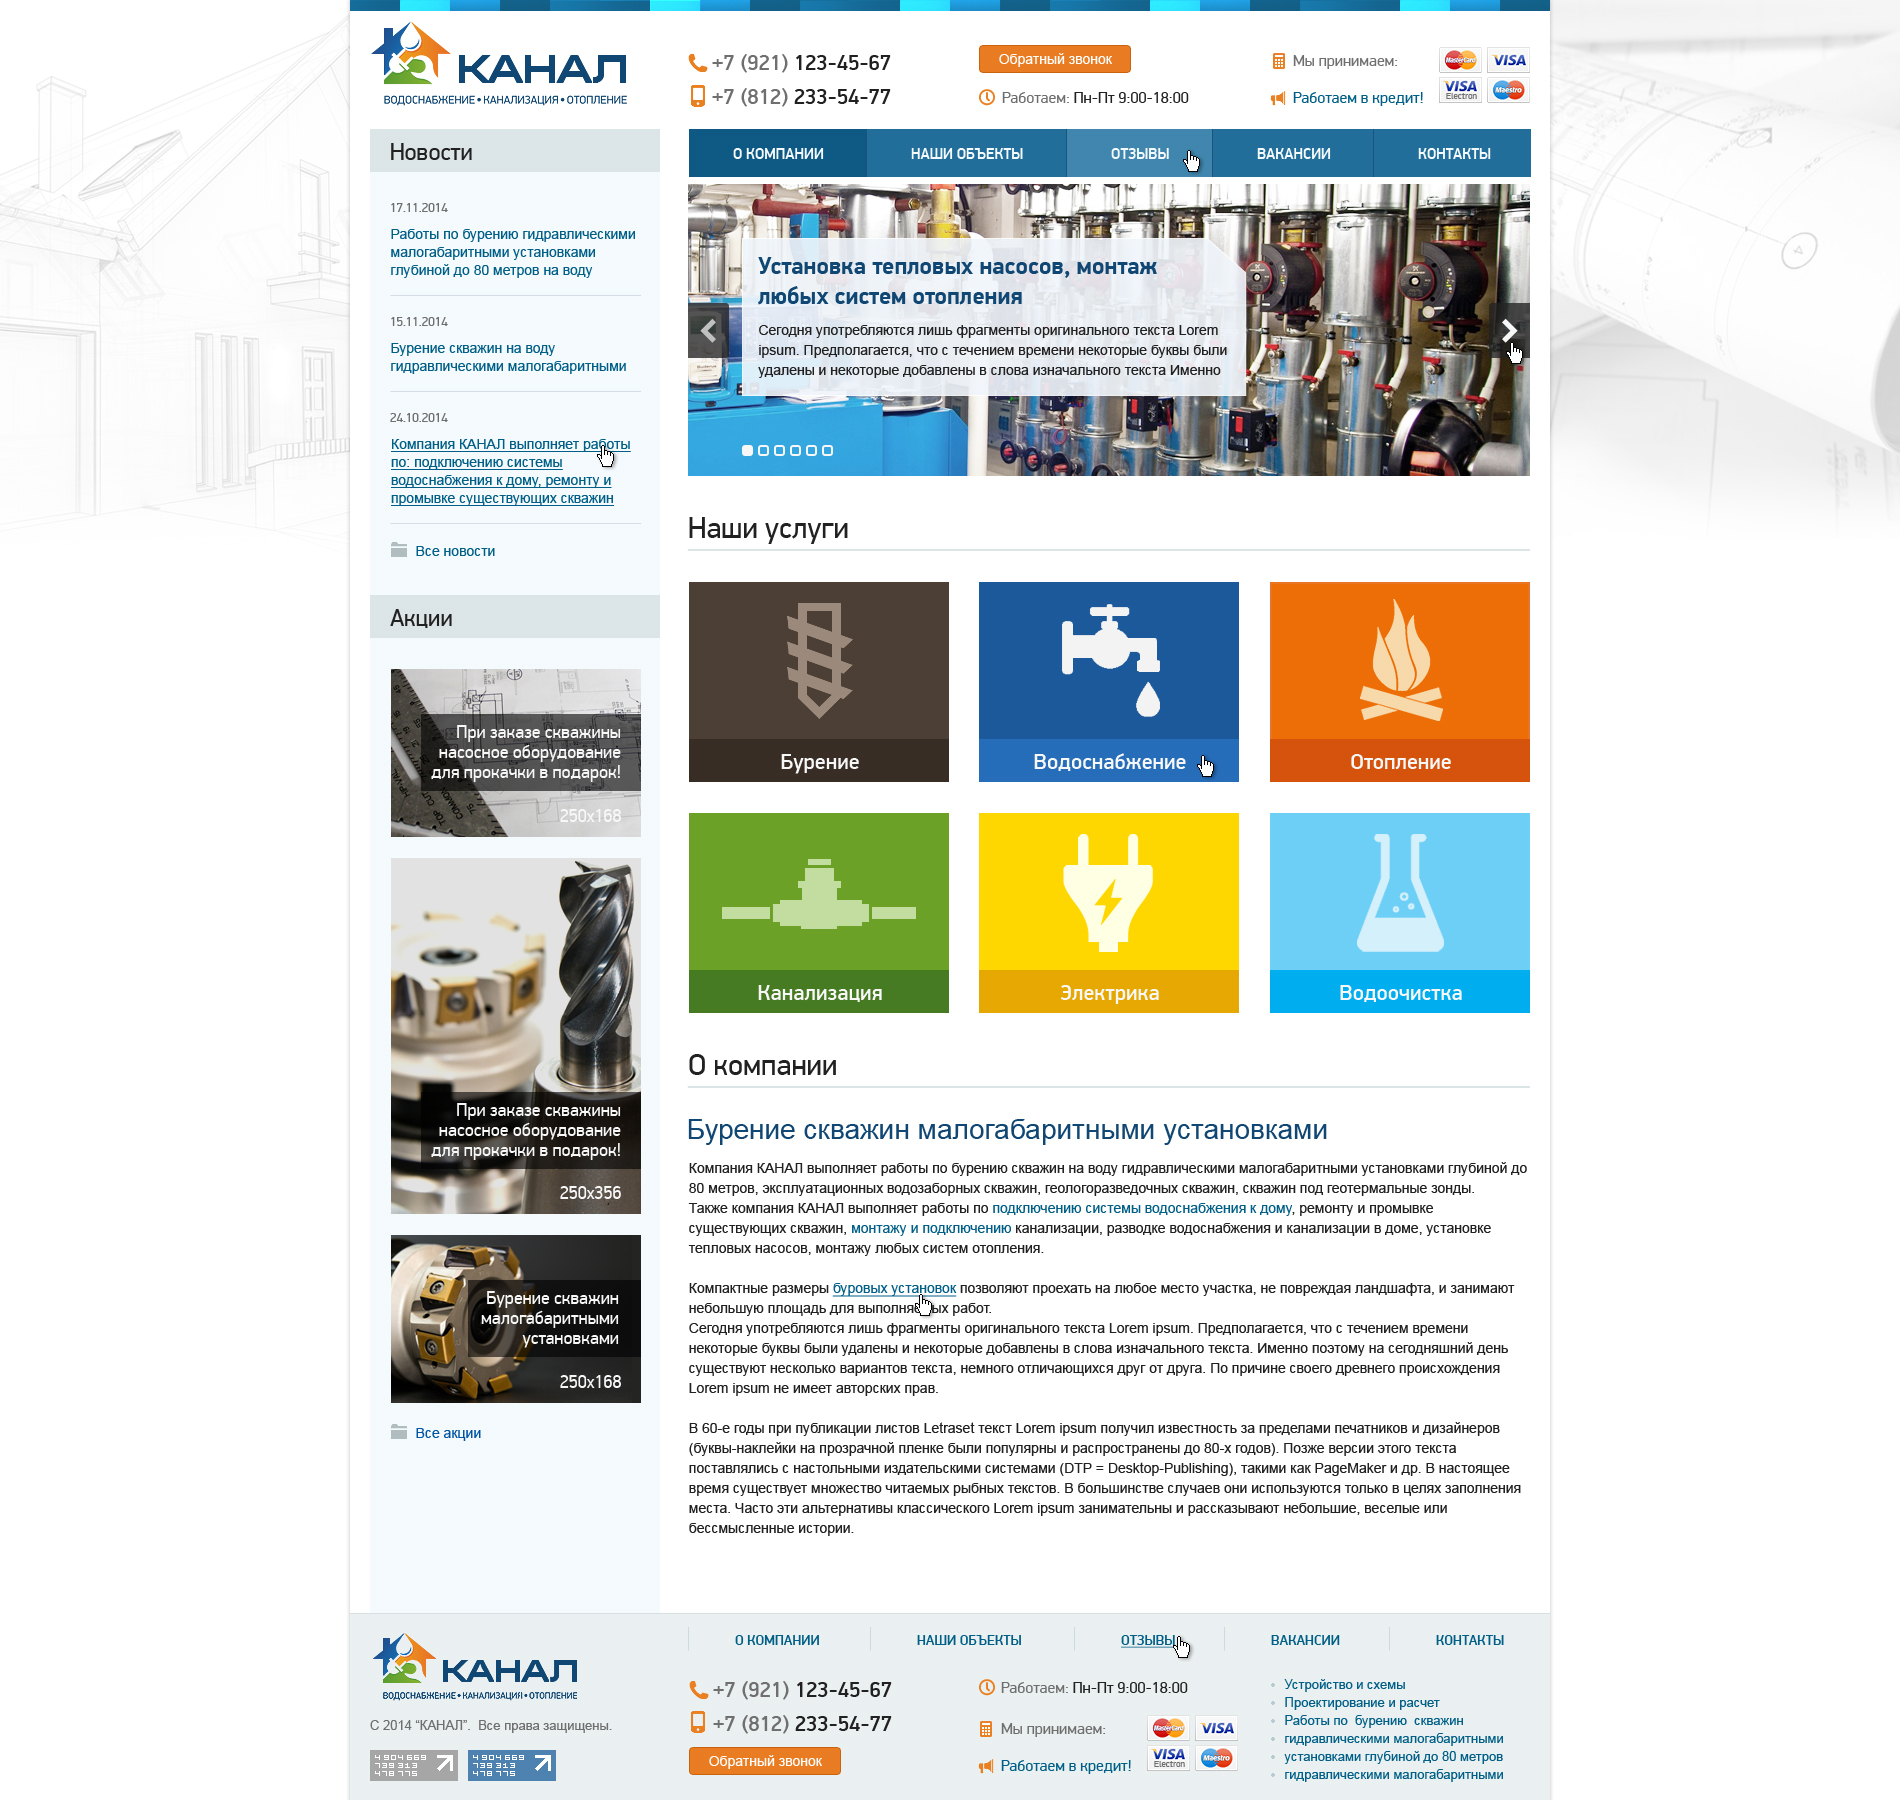 КАНАЛ
ВОДОСНАБЖЕНИЕ • КАНАЛИЗАЦИЯ • ОТОПЛЕНИЕ
+7 (921) 123-45-67
+7 (812) 233-54-77
Обратный звонок
Работаем: Пн-Пт 9:00-18:00
Мы принимаем:
Работаем в кредит!
MasterCard
VISA
VISA
Electron
Maestro
О КОМПАНИИ
НАШИ ОБЪЕКТЫ
ОТЗЫВЫ
ВАКАНСИИ
КОНТАКТЫ
Новости
17.11.2014
Работы по бурению гидравлическими
малогабаритными установками
глубиной до 80 метров на воду
15.11.2014
Бурение скважин на воду
гидравлическими малогабаритными
24.10.2014
Компания КАНАЛ выполняет работы
по: подключению системы
водоснабжения к дому, ремонту и
промывке существующих скважин
Все новости
Акции
При заказе скважины
насосное оборудование
для прокачки в подарок!
250x168
При заказе скважины
насосное оборудование
для прокачки в подарок!
250x356
Бурение скважин
малогабаритными
установками
250x168
Все акции
Установка тепловых насосов, монтаж
любых систем отопления
Сегодня употребляются лишь фрагменты оригинального текста Lorem
ipsum. Предполагается, что с течением времени некоторые буквы были
удалены и некоторые добавлены в слова изначального текста Именно
Наши услуги
Бурение
Водоснабжение
Отопление
Канализация
Электрика
Водоочистка
О компании
Бурение скважин малогабаритными установками
Компания КАНАЛ выполняет работы по бурению скважин на воду гидравлическими малогабаритными установками глубиной до
80 метров, эксплуатационных водозаборных скважин, геологоразведочных скважин, скважин под геотермальные зонды.
Также компания КАНАЛ выполняет работы по подключению системы водоснабжения к дому, ремонту и промывке
существующих скважин, монтажу и подключению канализации, разводке водоснабжения и канализации в доме, установке
тепловых насосов, монтажу любых систем отопления.
Компактные размеры буровых установок позволяют проехать на любое место участка, не повреждая ландшафта, и занимают
небольшую площадь для выполняемых работ.
Сегодня употребляются лишь фрагменты оригинального текста Lorem ipsum. Предполагается, что с течением времени
некоторые буквы были удалены и некоторые добавлены в слова изначального текста. Именно поэтому на сегодняшний день
существуют несколько вариантов текста, немного отличающихся друг от друга. По причине своего древнего происхождения
Lorem ipsum не имеет авторских прав.
В 60-е годы при публикации листов Letraset текст Lorem ipsum получил известность за пределами печатников и дизайнеров
(буквы-наклейки на прозрачной пленке были популярны и распространены до 80-х годов). Позже версии этого текста
поставлялись с настольными издательскими системами (DTP = Desktop-Publishing), такими как PageMaker и др. В настоящее
время существует множество читаемых рыбных текстов. В большинстве случаев они используются только в целях заполнения
места. Часто эти альтернативы классического Lorem ipsum занимательны и рассказывают небольшие, веселые или
бессмысленные истории.
КАНАЛ
ВОДОСНАБЖЕНИЕ • КАНАЛИЗАЦИЯ • ОТОПЛЕНИЕ
С 2014 “КАНАЛ”. Все права защищены.
4904669
739313
478775
4904669
739313
478775
О КОМПАНИИ
НАШИ ОБЪЕКТЫ
ОТЗЫВЫ
ВАКАНСИИ
КОНТАКТЫ
+7 (921) 123-45-67
+7 (812) 233-54-77
Обратный звонок
Работаем: Пн-Пт 9:00-18:00
Мы принимаем:
Работаем в кредит!
MasterCard
VISA
VISA
Electron
Maestro
Устройство и схемы
Проектирование и расчет
Работы по бурению скважин
гидравлическими малогабаритными
установками глубиной до 80 метров
гидравлическими малогабаритными